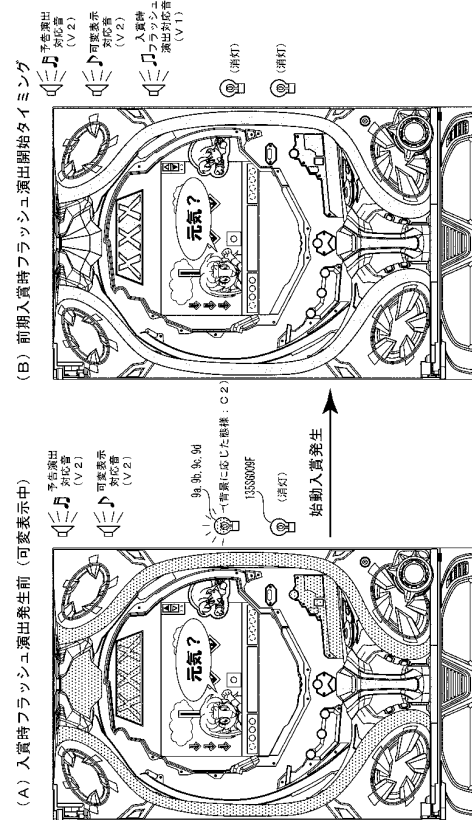 (A) 入賞時フラッシュ演出発生前 (可変表示中)
予告演出
対応音
(V2)
可変表示
対応音
(V2)
9a, 9b, 9c, 9d
(背景に応じた態様:C2)
135S6009F
(消灯)
元気?
始動入賞発生
(B) 前期入賞時フラッシュ演出開始タイミング
予告演出
対応音
(V2)
可変表示
対応音
(V2)
入賞時
フラッシュ
演出対応音
(V1)
(消灯)
(消灯)
元気?